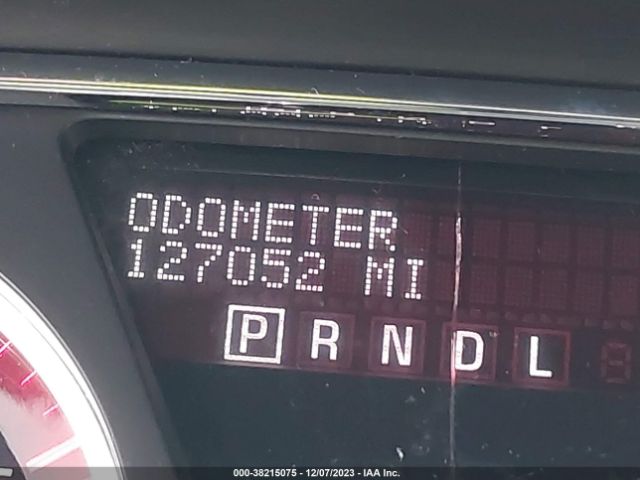 ODOMETER
127052 MI
P R N D L
000-38215075 - 12/07/2023 - IAA Inc.